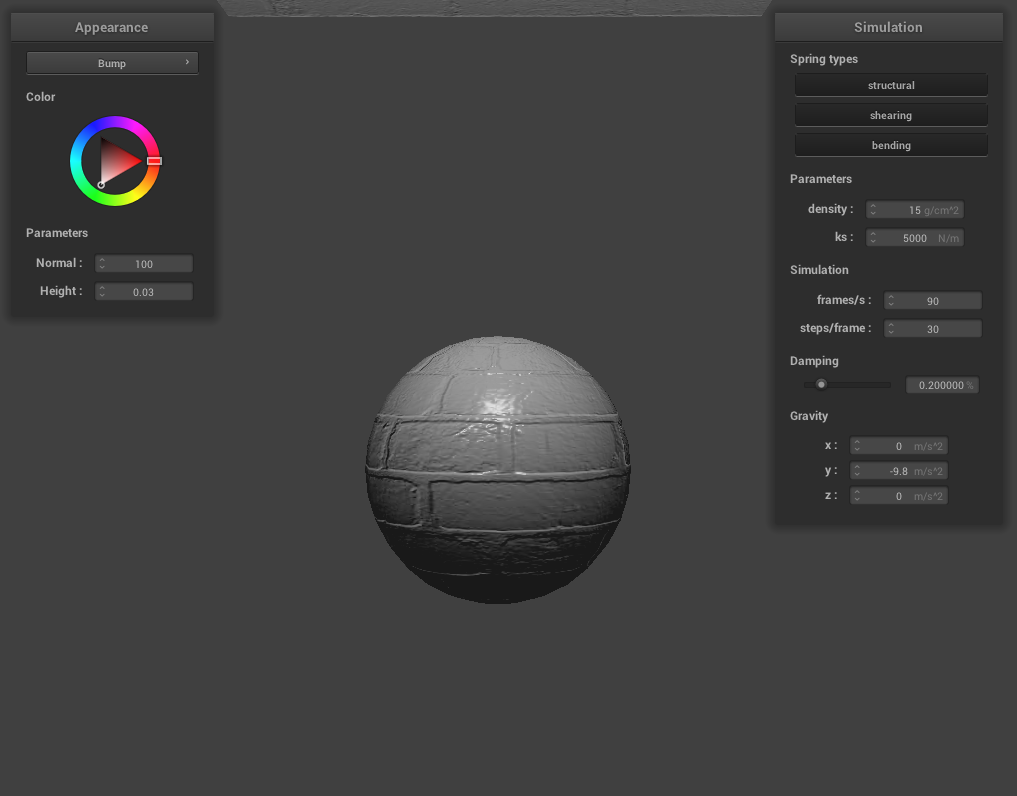 Appearance
Bump
Color
Parameters
Normal :
100
Height :
0.03
Simulation
Spring types
structural
shearing
bending
Parameters
density :
15 g/cm^2
ks :
5000 N/m
Simulation
frames/s :
90
steps/frame :
30
Damping
0.200000 %
Gravity
x :
0 m/s^2
y :
-9.8 m/s^2
z :
0 m/s^2